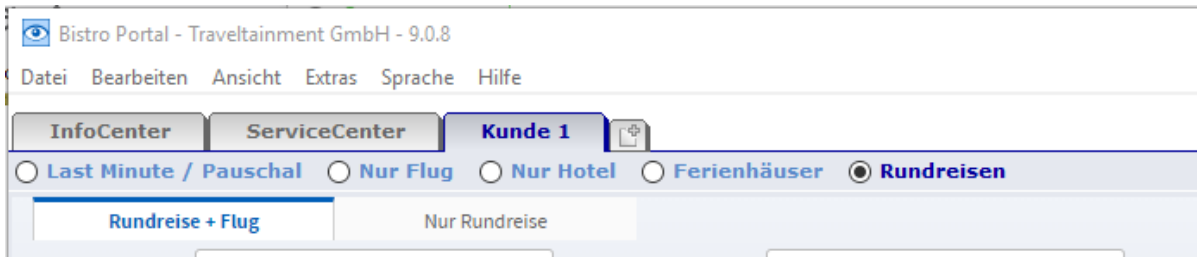 Bistro Portal - Traveltainment GmbH - 9.0.8
Datei Bearbeiten Ansicht Extras Sprache Hilfe
InfoCenter ServiceCenter Kunde 1
Last Minute / Pauschal Nur Flug Nur Hotel Ferienhäuser Rundreisen
Rundreise + Flug Nur Rundreise